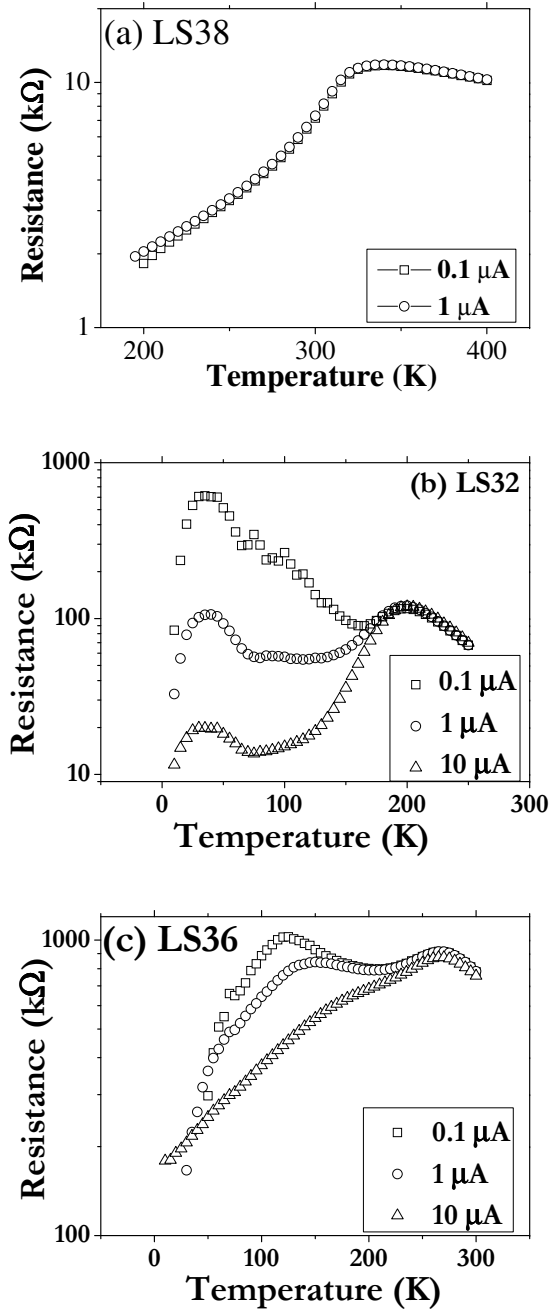 (a) LS38
10
1
Resistance (kΩ)
200
300
400
Temperature (K)
0.1 μA
1 μA
(b) LS32
1000
100
10
Resistance (kΩ)
0
100
200
300
Temperature (K)
0.1 μA
1 μA
10 μA
(c) LS36
1000
100
Resistance (kΩ)
0
100
200
300
Temperature (K)
0.1 μA
1 μA
10 μA